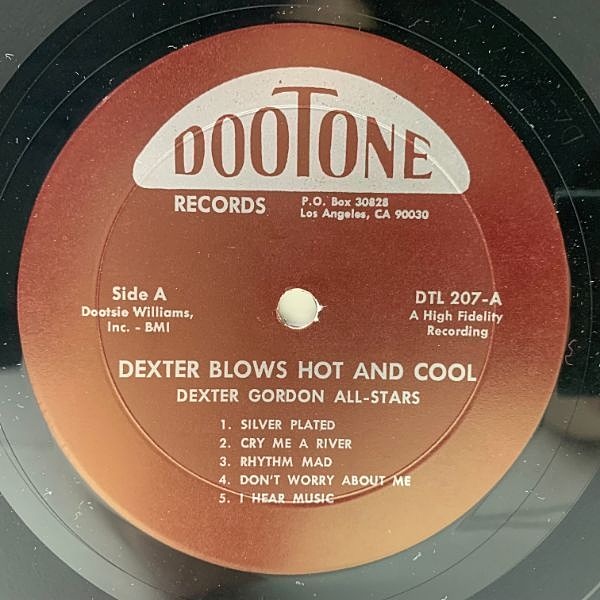 DOOTONE
RECORDS
P.O. Box 30828
Los Angeles, CA 90030
Side A
Dootsie Williams,
Inc. - BMI
DTL 207-A
A High Fidelity
Recording
DEXTER BLOWS HOT AND COOL
DEXTER GORDON ALL-STARS
1. SILVER PLATED
2. CRY ME A RIVER
3. RHYTHM MAD
4. DON'T WORRY ABOUT ME
5. I HEAR MUSIC